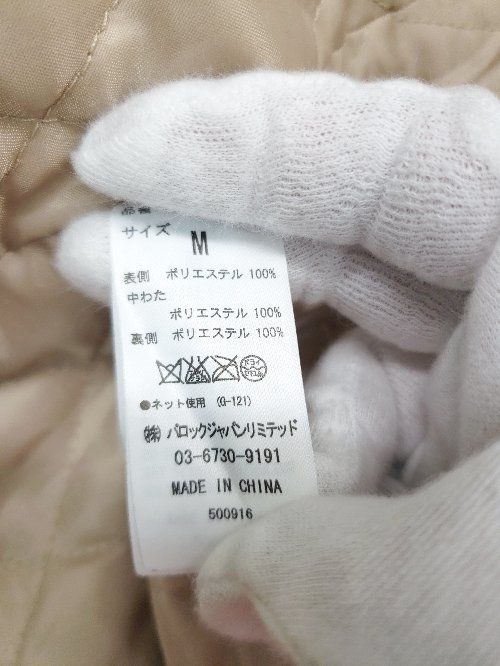 サイズ M
表側 ポリエステル 100%
中わた
ポリエステル 100%
裏側 ポリエステル 100%
●ネット使用 (Q-121)
㈱バロックジャパンリミテッド
03-6730-9191
MADE IN CHINA
500916